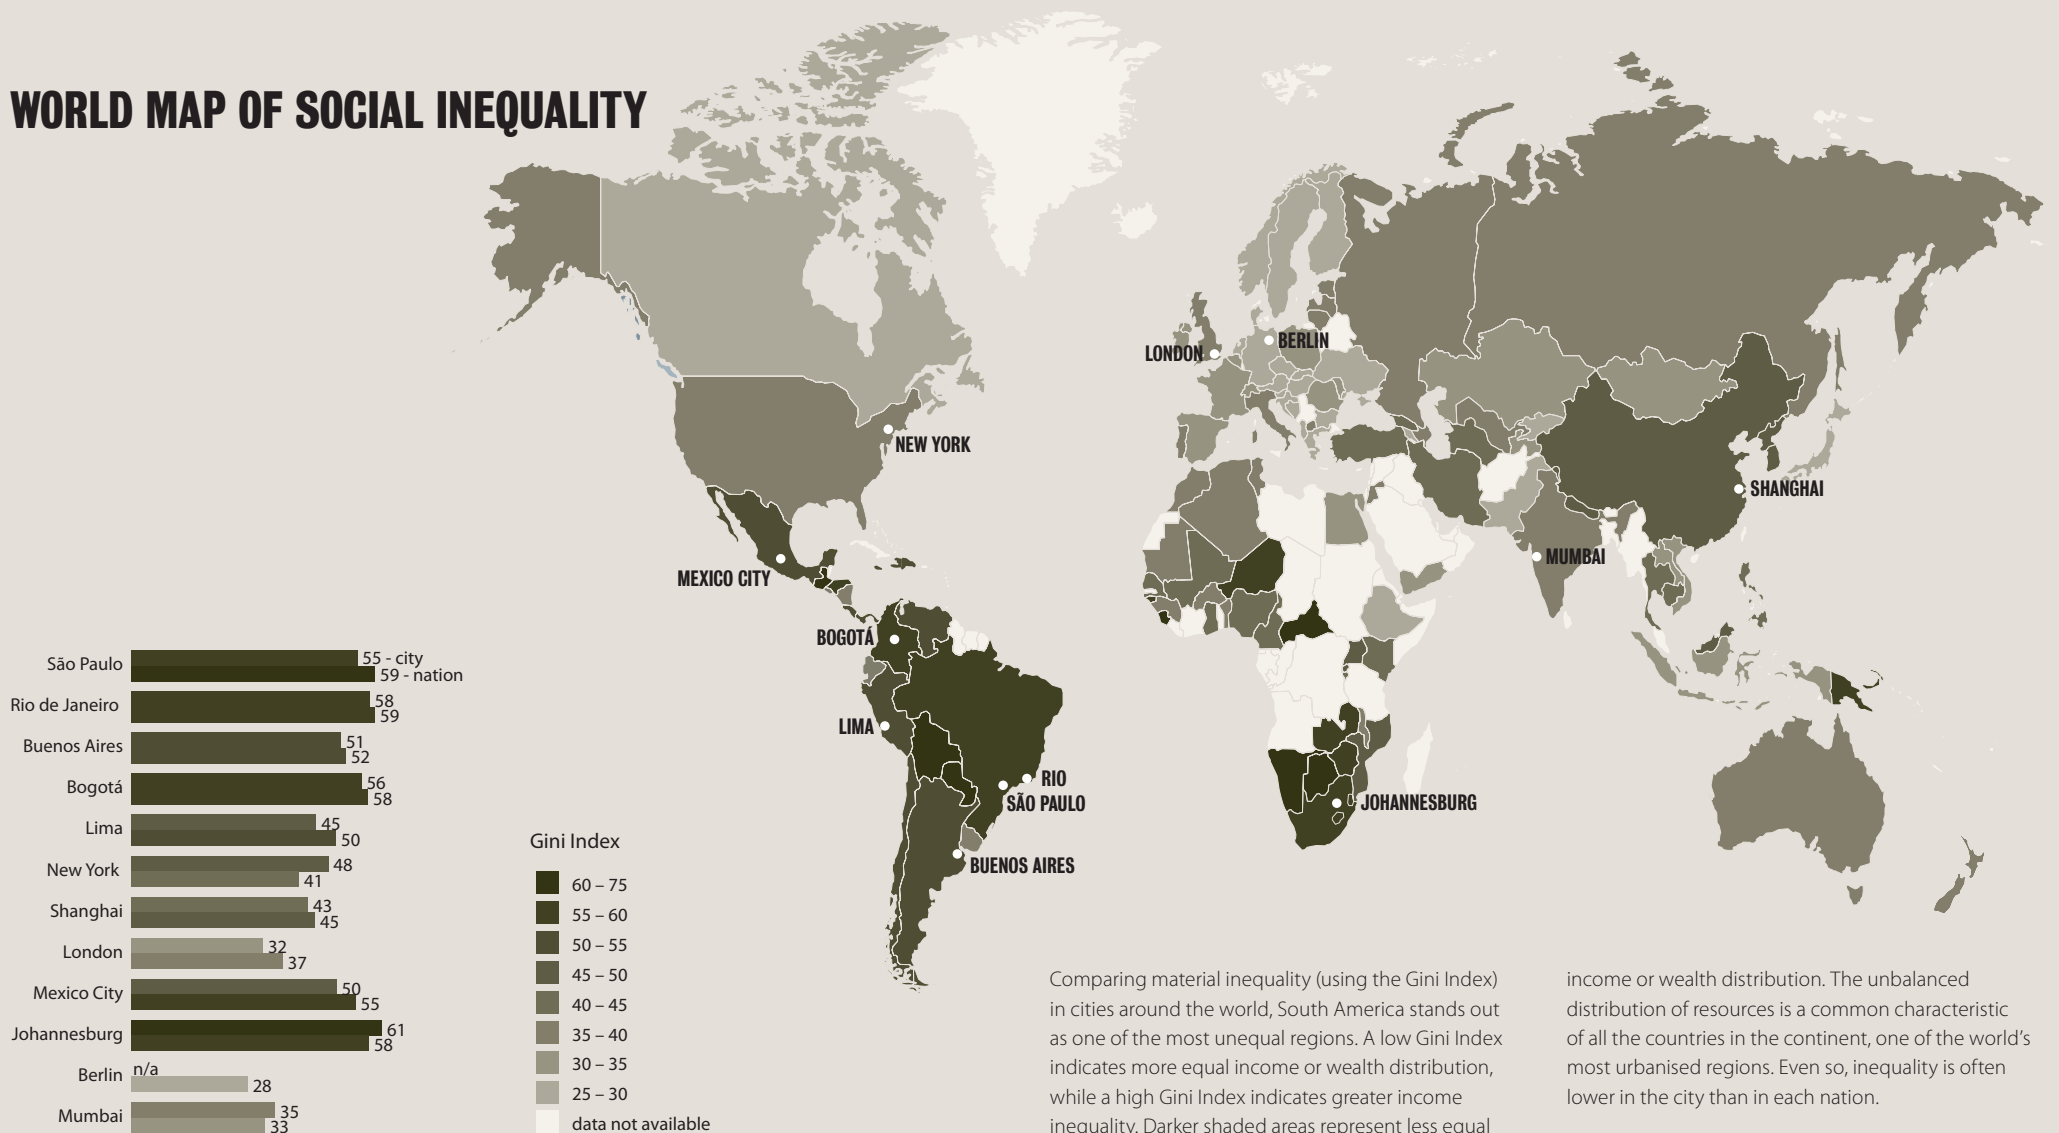 WORLD MAP OF SOCIAL INEQUALITY
LONDON
BERLIN
NEW YORK
SHANGHAI
MEXICO CITY
MUMBAI
BOGOTÁ
LIMA
RIO
SÃO PAULO
JOHANNESBURG
BUENOS AIRES
São Paulo
55 - city
59 - nation
Rio de Janeiro
58
59
Buenos Aires
51
52
Bogotá
56
58
Lima
45
50
New York
48
41
Shanghai
43
45
London
32
37
Mexico City
50
55
Johannesburg
61
58
Berlin
n/a
28
Mumbai
35
33
Gini Index
60 – 75
55 – 60
50 – 55
45 – 50
40 – 45
35 – 40
30 – 35
25 – 30
data not available
Comparing material inequality (using the Gini Index)
in cities around the world, South America stands out
as one of the most unequal regions. A low Gini Index
indicates more equal income or wealth distribution,
while a high Gini Index indicates greater income
inequality. Darker shaded areas represent less equal
income or wealth distribution. The unbalanced
distribution of resources is a common characteristic
of all the countries in the continent, one of the world's
most urbanised regions. Even so, inequality is often
lower in the city than in each nation.